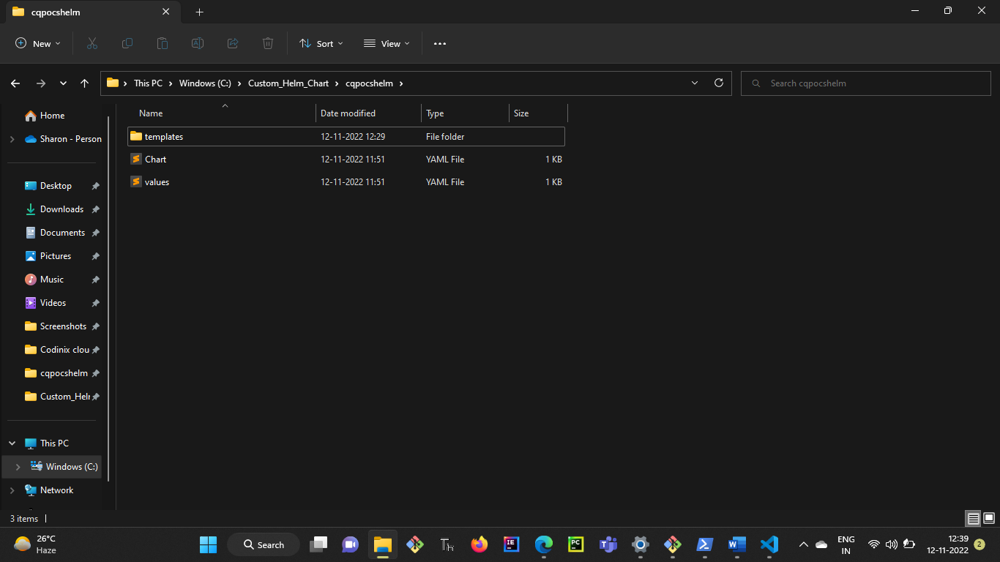 cqpocshelm
New
Sort
View
This PC
Windows (C:)
Custom_Helm_Chart
cqpocshelm
Search cqpocshelm
Name
Date modified
Type
Size
templates 12-11-2022 12:29 File folder
Chart 12-11-2022 11:51 YAML File 1 KB
values 12-11-2022 11:51 YAML File 1 KB
Home
Sharon - Person
Desktop
Downloads
Documents
Pictures
Music
Videos
Screenshots
Codinix clou
cqpocshelm
Custom_Helr
This PC
Windows (C:)
Network
3 items
26°C
Haze
Search
Th
IE
PC
ENG
IN
12:39
12-11-2022
2